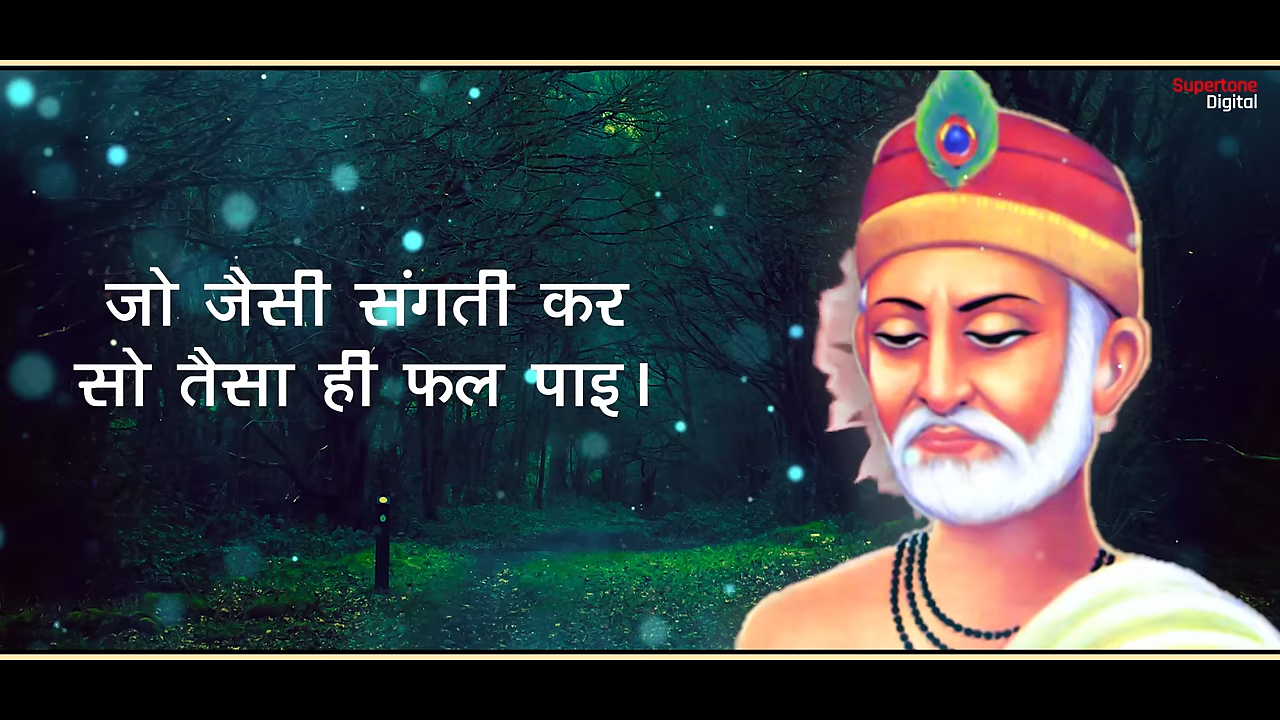 Supertone
Digital
जो जैसी संगती कर
सो तैसा ही फल पाइ।